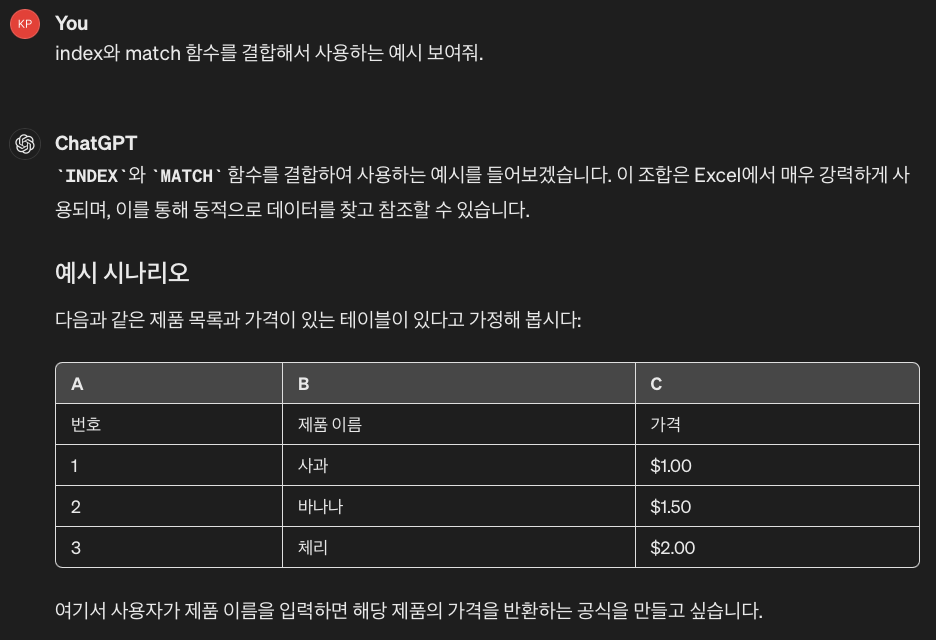 KP
You
index와 match 함수를 결합해서 사용하는 예시 보여줘.
ChatGPT
`INDEX`와 `MATCH` 함수를 결합하여 사용하는 예시를 들어보겠습니다. 이 조합은 Excel에서 매우 강력하게 사
용되며, 이를 통해 동적으로 데이터를 찾고 참조할 수 있습니다.
예시 시나리오
다음과 같은 제품 목록과 가격이 있는 테이블이 있다고 가정해 봅시다:
A B C
번호 제품 이름 가격
1 사과 $1.00
2 바나나 $1.50
3 체리 $2.00
여기서 사용자가 제품 이름을 입력하면 해당 제품의 가격을 반환하는 공식을 만들고 싶습니다.